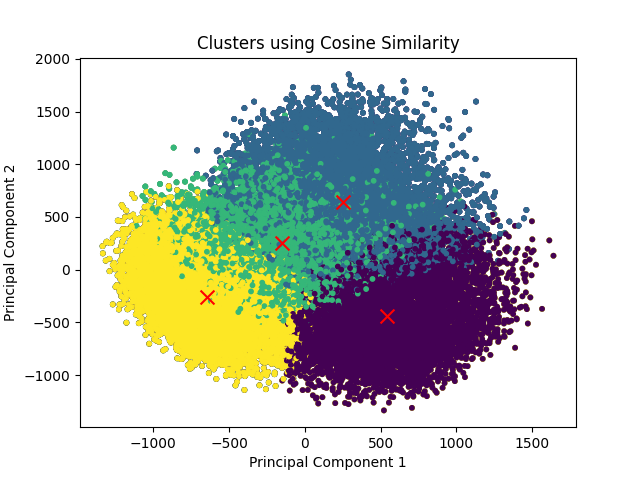 Clusters using Cosine Similarity
2000
1500
1000
500
0
−500
−1000
Principal Component 2
−1000 −500 0 500 1000 1500
Principal Component 1